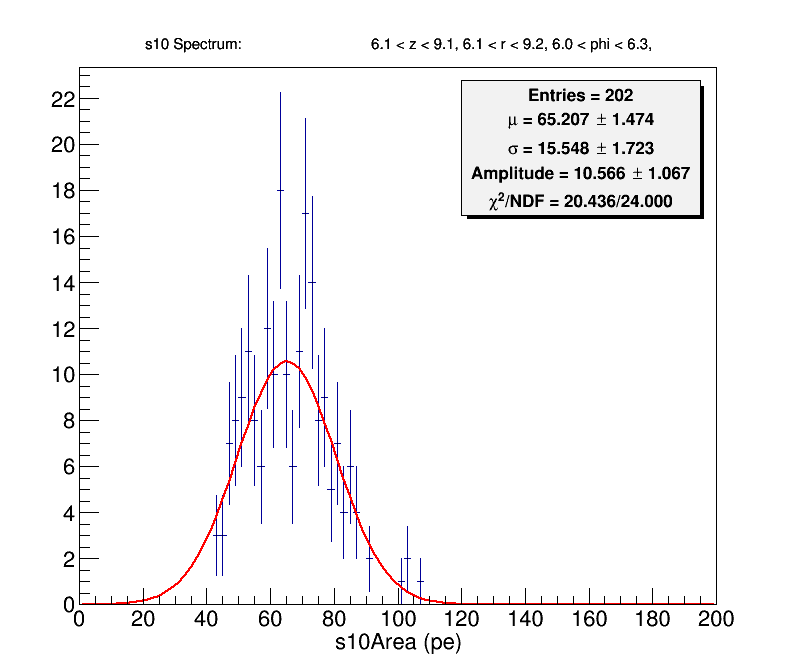 s10 Spectrum: 6.1 < z < 9.1, 6.1 < r < 9.2, 6.0 < phi < 6.3,
Entries = 202
μ = 65.207 ± 1.474
σ = 15.548 ± 1.723
Amplitude = 10.566 ± 1.067
χ²/NDF = 20.436/24.000
22
20
18
16
14
12
10
8
6
4
2
0
0 20 40 60 80 100 120 140 160 180 200
s10Area (pe)